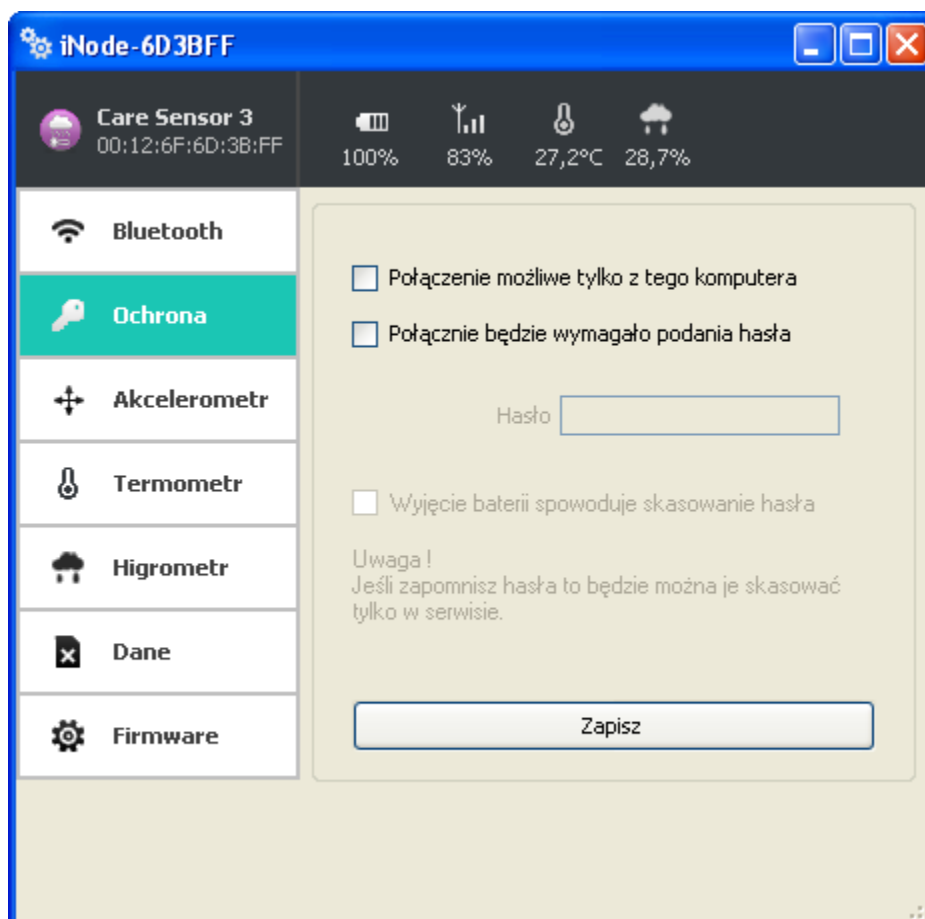 iNode-6D3BFF
Care Sensor 3
00:12:6F:6D:3B:FF
100%
83%
27,2°C
28,7%
Bluetooth
Ochrona
Akcelerometr
Termometr
Higrometr
Dane
Firmware
Połączenie możliwe tylko z tego komputera
Połącznie będzie wymagało podania hasła
Hasło
Wyjęcie baterii spowoduje skasowanie hasła
Uwaga !
Jeśli zapomnisz hasła to będzie można je skasować
tylko w serwisie.
Zapisz